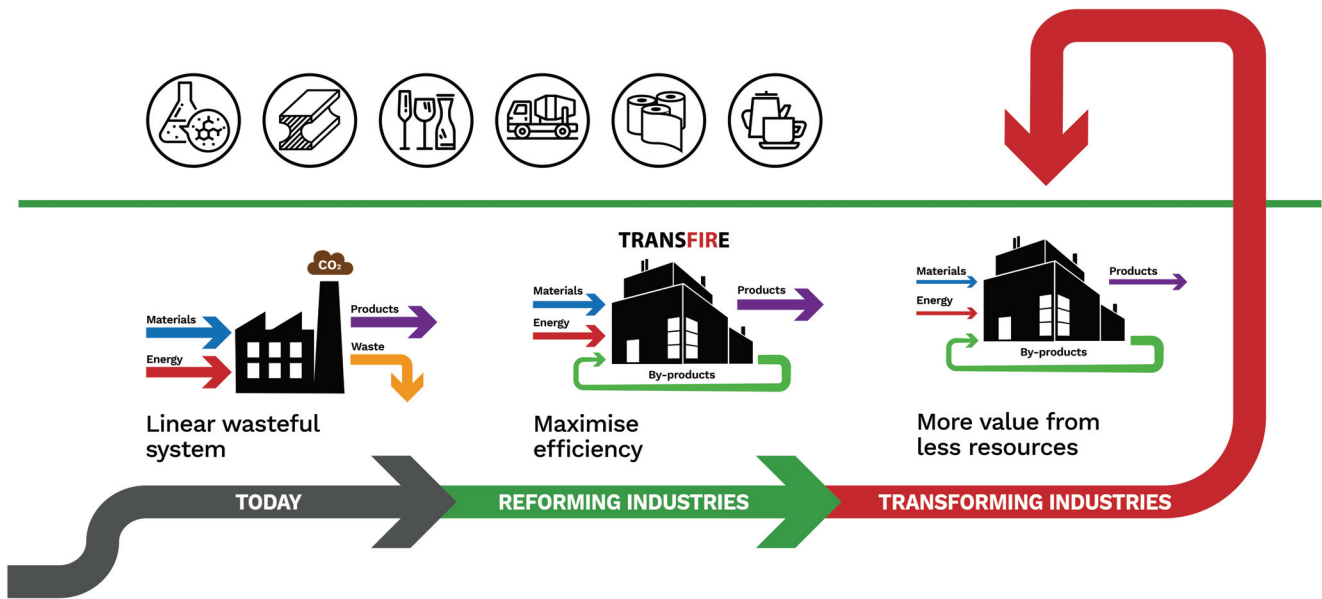 CO₂
Materials
Energy
Products
Waste
Linear wasteful
system
TRANSFIRE
Materials
Energy
Products
By-products
Maximise
efficiency
Materials
Energy
Products
By-products
More value from
less resources
TODAY
REFORMING INDUSTRIES
TRANSFORMING INDUSTRIES